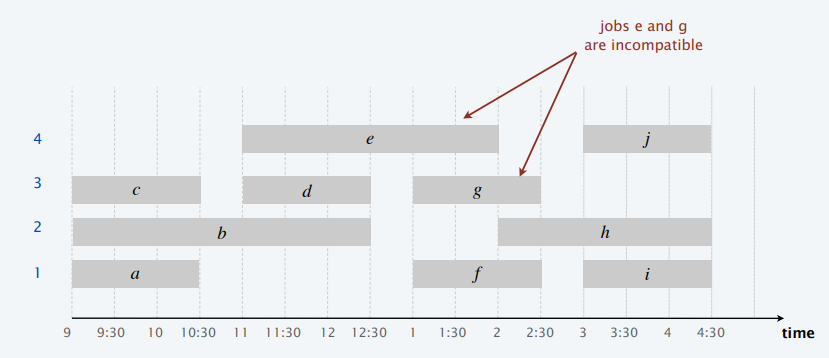 jobs e and g
are incompatible
4 e j
3 c d g
2 b h
1 a f i
9 9:30 10 10:30 11 11:30 12 12:30 1 1:30 2 2:30 3 3:30 4 4:30 time